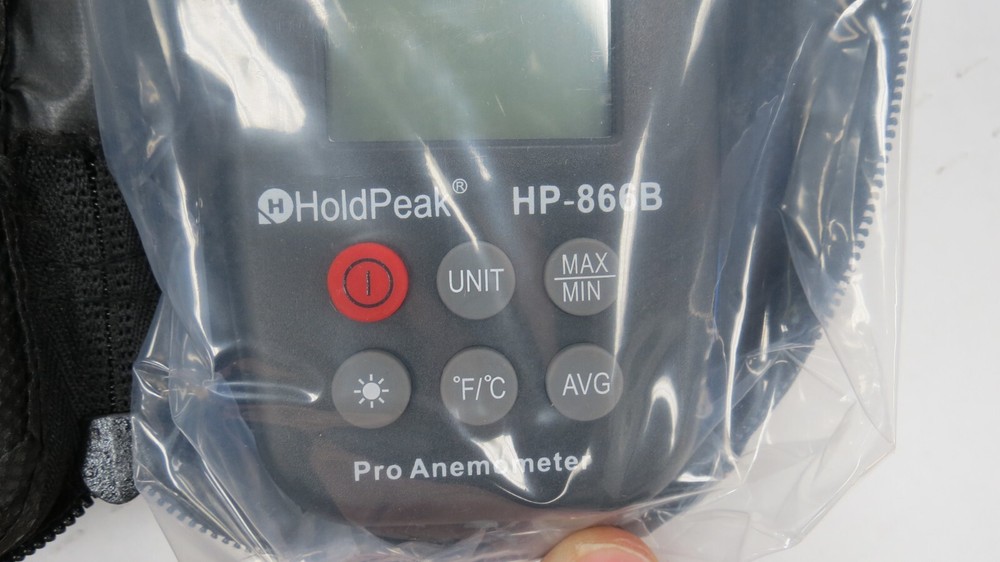 HoldPeak® HP-866B
UNIT MAX/MIN
°F/°C AVG
Pro Anemometer